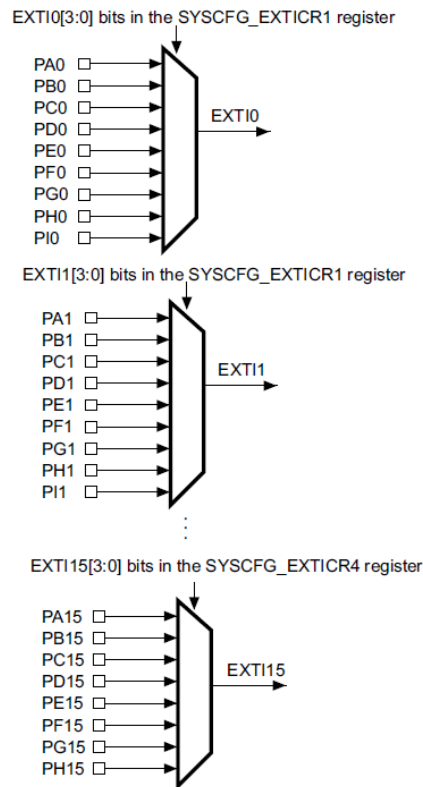 EXTI0[3:0] bits in the SYSCFG_EXTICR1 register
PA0
PB0
PC0
PD0
PE0
PF0
PG0
PH0
PI0
EXTI0
EXTI1[3:0] bits in the SYSCFG_EXTICR1 register
PA1
PB1
PC1
PD1
PE1
PF1
PG1
PH1
PI1
EXTI1
EXTI15[3:0] bits in the SYSCFG_EXTICR4 register
PA15
PB15
PC15
PD15
PE15
PF15
PG15
PH15
EXTI15